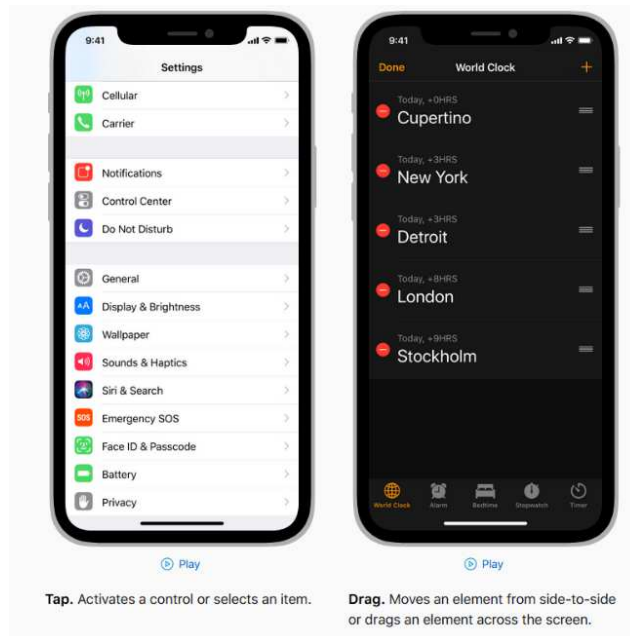 9:41
Settings
Cellular
Carrier
Notifications
Control Center
Do Not Disturb
General
AA Display & Brightness
Wallpaper
Sounds & Haptics
Siri & Search
SOS Emergency SOS
Face ID & Passcode
Battery
Privacy
Play
Tap. Activates a control or selects an item.
9:41
Done World Clock +
Today, +0HRS
Cupertino
Today, +3HRS
New York
Today, +3HRS
Detroit
Today, +8HRS
London
Today, +9HRS
Stockholm
World Clock Alarm Bedtime Stopwatch Timer
Play
Drag. Moves an element from side-to-side
or drags an element across the screen.